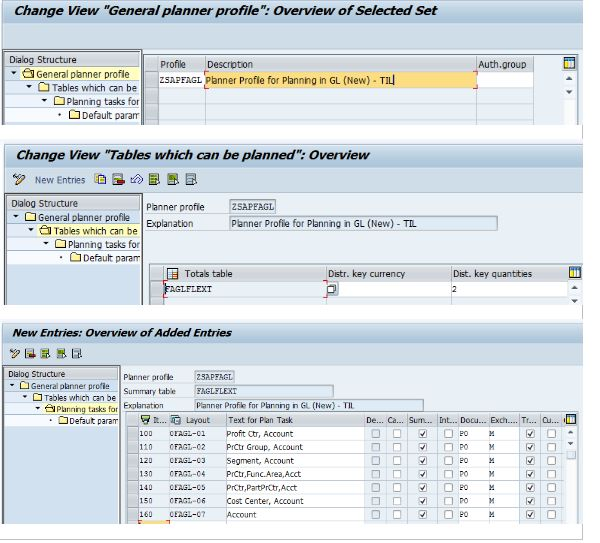 Change View "General planner profile": Overview of Selected Set
Dialog Structure
General planner profile
Tables which can be
Planning tasks for
Default param
Profile Description Auth.group
ZSAPFAGL Planner Profile for Planning in GL (New) - TIL
Change View "Tables which can be planned": Overview
New Entries
Dialog Structure
General planner profile
Tables which can be
Planning tasks for
Default param
Planner profile ZSAPFAGL
Explanation Planner Profile for Planning in GL (New) - TIL
Totals table Distr. key currency Dist. key quantities
FAGLFLEXT 2
New Entries: Overview of Added Entries
Dialog Structure
General planner profile
Tables which can be
Planning tasks for
Default param
Planner profile ZSAPFAGL
Summary table FAGLFLEXT
Explanation Planner Profile for Planning in GL (New) - TIL
It... Layout Text for Plan Task De... Ca... Sum... Int... Docu... Exch.... Tr... Cu...
100 0FAGL-01 Profit Ctr, Account P0 M
110 0FAGL-02 PrCtr Group, Account P0 M
120 0FAGL-03 Segment, Account P0 M
130 0FAGL-04 PrCtr,Func.Area,Acct P0 M
140 0FAGL-05 PrCtr,PartPrCtr,Acct P0 M
150 0FAGL-06 Cost Center, Account P0 M
160 0FAGL-07 Account P0 M